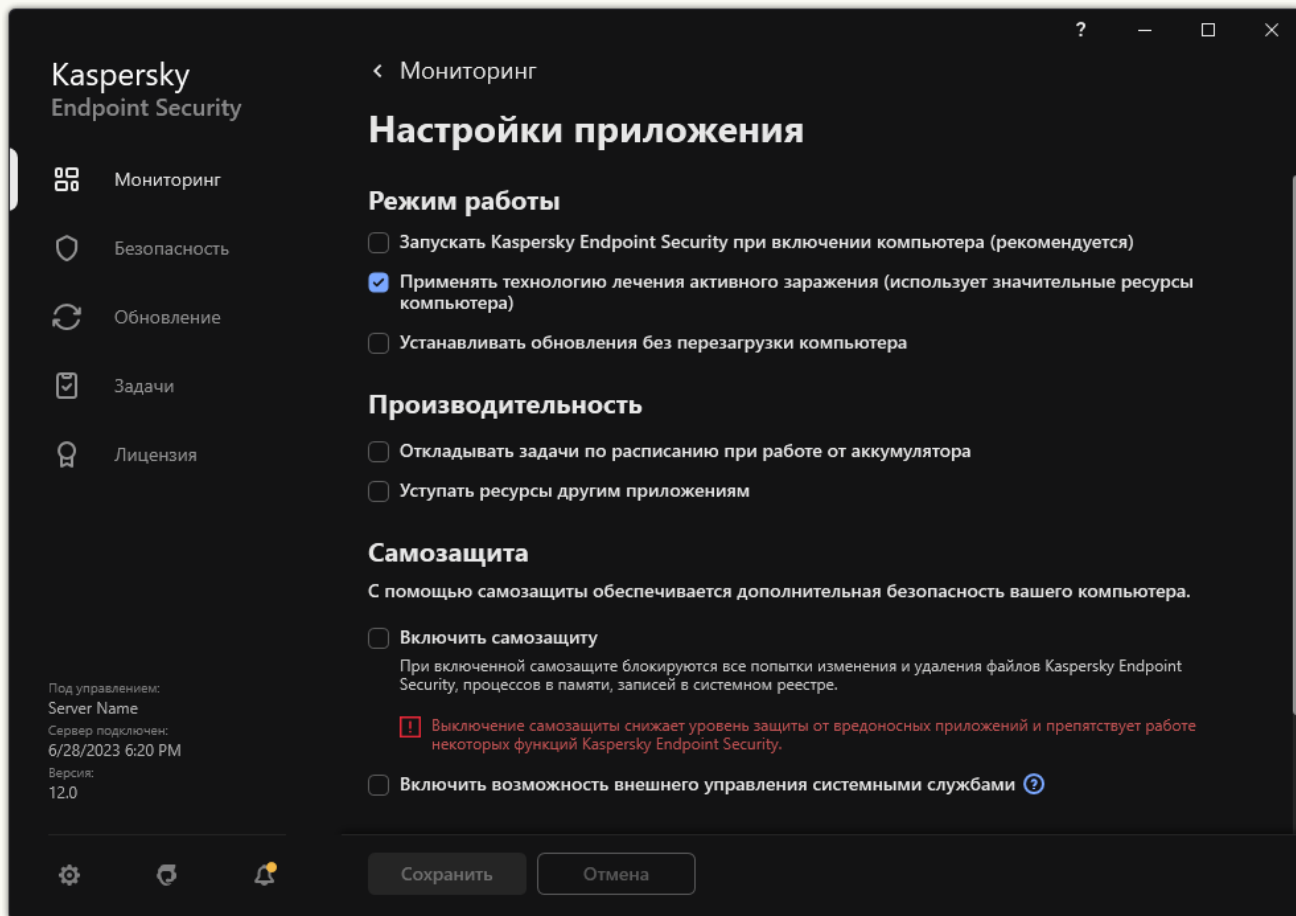 Kaspersky
Endpoint Security
Мониторинг
Безопасность
Обновление
Задачи
Лицензия
Под управлением:
Server Name
Сервер подключен:
6/28/2023 6:20 PM
Версия:
12.0
?
Мониторинг
Настройки приложения
Режим работы
Запускать Kaspersky Endpoint Security при включении компьютера (рекомендуется)
Применять технологию лечения активного заражения (использует значительные ресурсы
компьютера)
Устанавливать обновления без перезагрузки компьютера
Производительность
Откладывать задачи по расписанию при работе от аккумулятора
Уступать ресурсы другим приложениям
Самозащита
С помощью самозащиты обеспечивается дополнительная безопасность вашего компьютера.
Включить самозащиту
При включенной самозащите блокируются все попытки изменения и удаления файлов Kaspersky Endpoint
Security, процессов в памяти, записей в системном реестре.
Выключение самозащиты снижает уровень защиты от вредоносных приложений и препятствует работе
некоторых функций Kaspersky Endpoint Security.
Включить возможность внешнего управления системными службами ?
Сохранить
Отмена